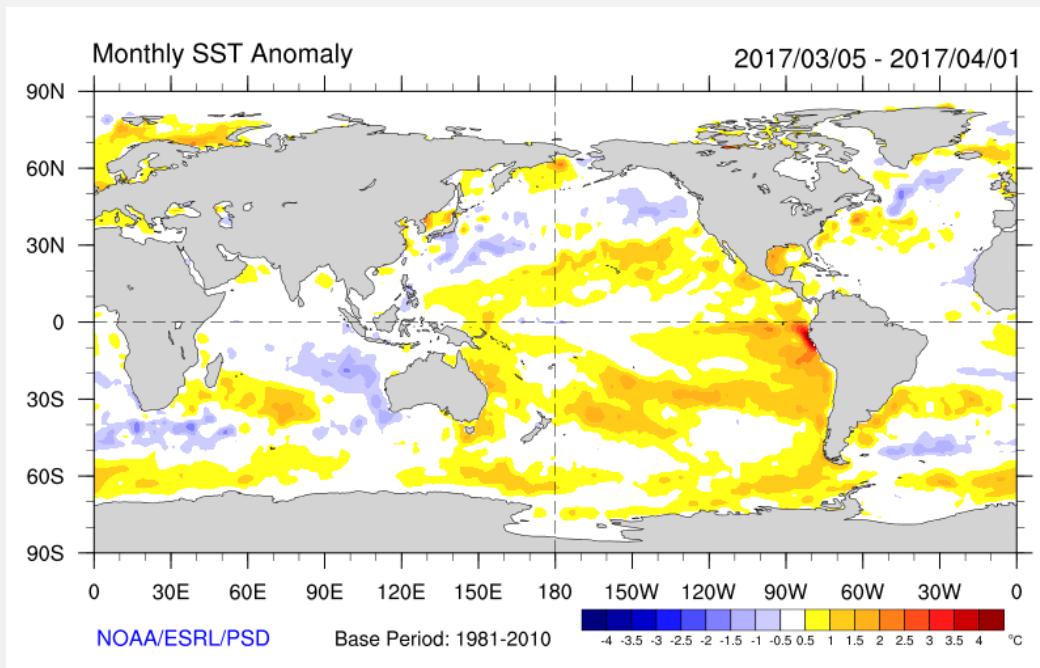 Monthly SST Anomaly 2017/03/05 - 2017/04/01
90N
60N
30N
0
30S
60S
90S
0 30E 60E 90E 120E 150E 180 150W 120W 90W 60W 30W 0
NOAA/ESRL/PSD Base Period: 1981-2010
-4 -3.5 -3 -2.5 -2 -1.5 -1 -0.5 0.5 1 1.5 2 2.5 3 3.5 4 °C